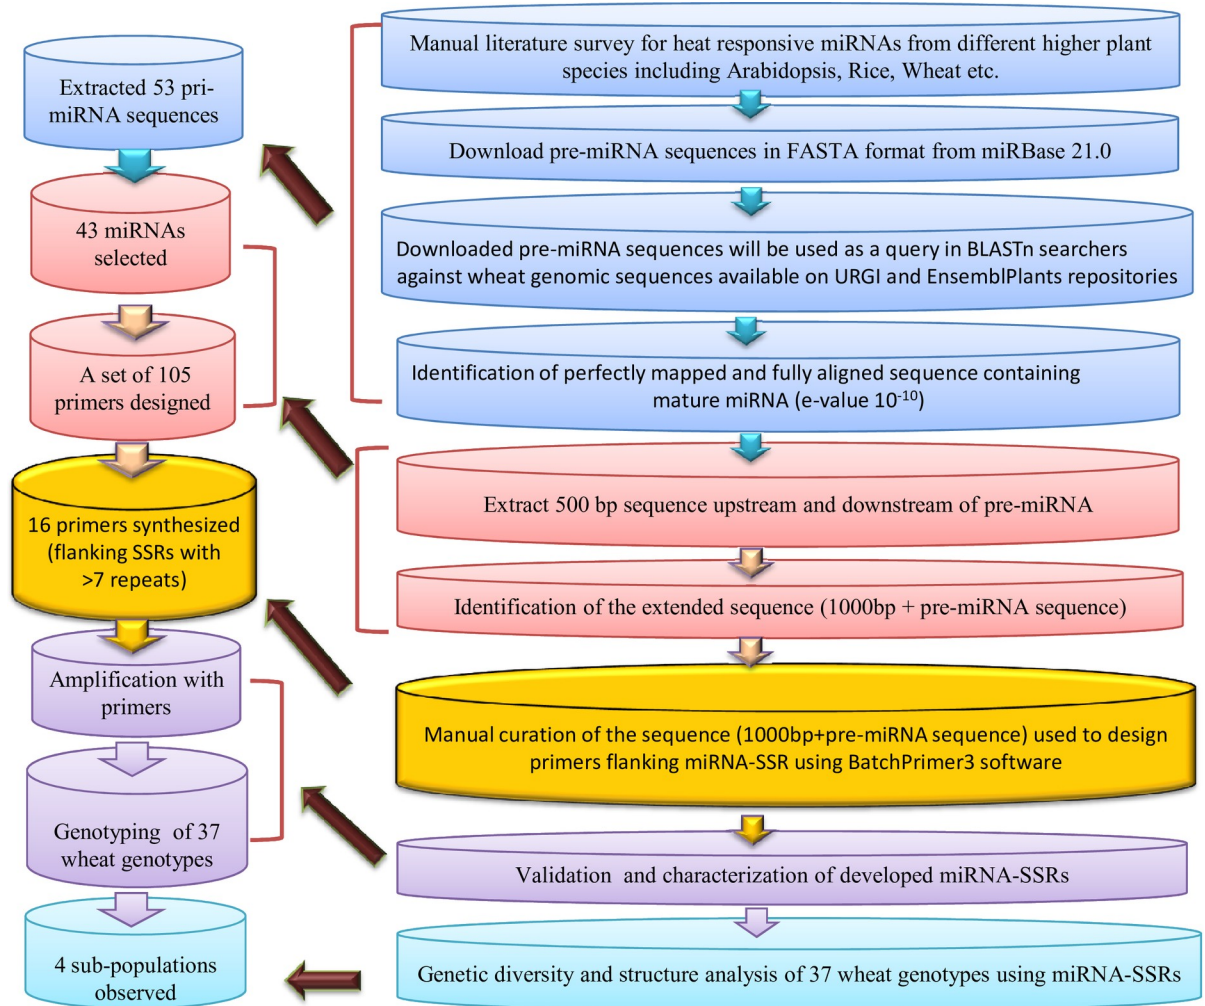 Extracted 53 pri-
miRNA sequences
43 miRNAs
selected
A set of 105
primers designed
16 primers synthesized
(flanking SSRs with
>7 repeats)
Amplification with
primers
Genotyping of 37
wheat genotypes
4 sub-populations
observed
Manual literature survey for heat responsive miRNAs from different higher plant
species including Arabidopsis, Rice, Wheat etc.
Download pre-miRNA sequences in FASTA format from miRBase 21.0
Downloaded pre-miRNA sequences will be used as a query in BLASTn searchers
against wheat genomic sequences available on URGI and EnsemblPlants repositories
Identification of perfectly mapped and fully aligned sequence containing
mature miRNA (e-value 10⁻¹⁰)
Extract 500 bp sequence upstream and downstream of pre-miRNA
Identification of the extended sequence (1000bp + pre-miRNA sequence)
Manual curation of the sequence (1000bp+pre-miRNA sequence) used to design
primers flanking miRNA-SSR using BatchPrimer3 software
Validation and characterization of developed miRNA-SSRs
Genetic diversity and structure analysis of 37 wheat genotypes using miRNA-SSRs